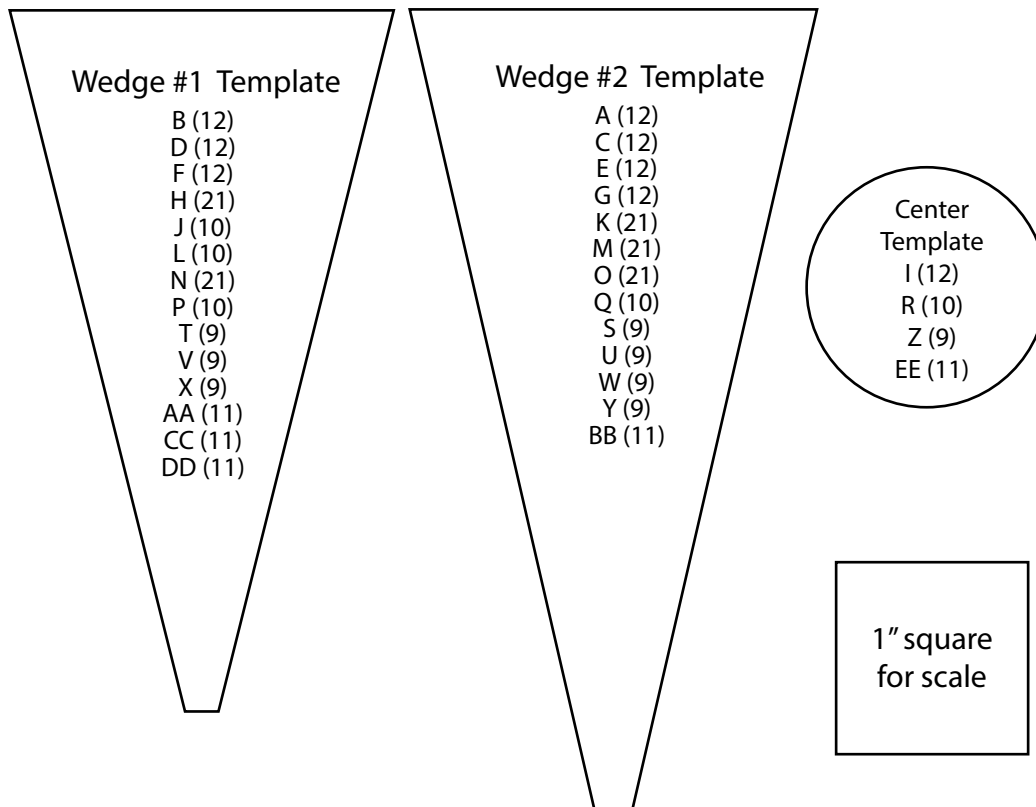 Wedge #1 Template
B (12)
D (12)
F (12)
H (21)
J (10)
L (10)
N (21)
P (10)
T (9)
V (9)
X (9)
AA (11)
CC (11)
DD (11)
Wedge #2 Template
A (12)
C (12)
E (12)
G (12)
K (21)
M (21)
O (21)
Q (10)
S (9)
U (9)
W (9)
Y (9)
BB (11)
Center
Template
I (12)
R (10)
Z (9)
EE (11)
1” square
for scale